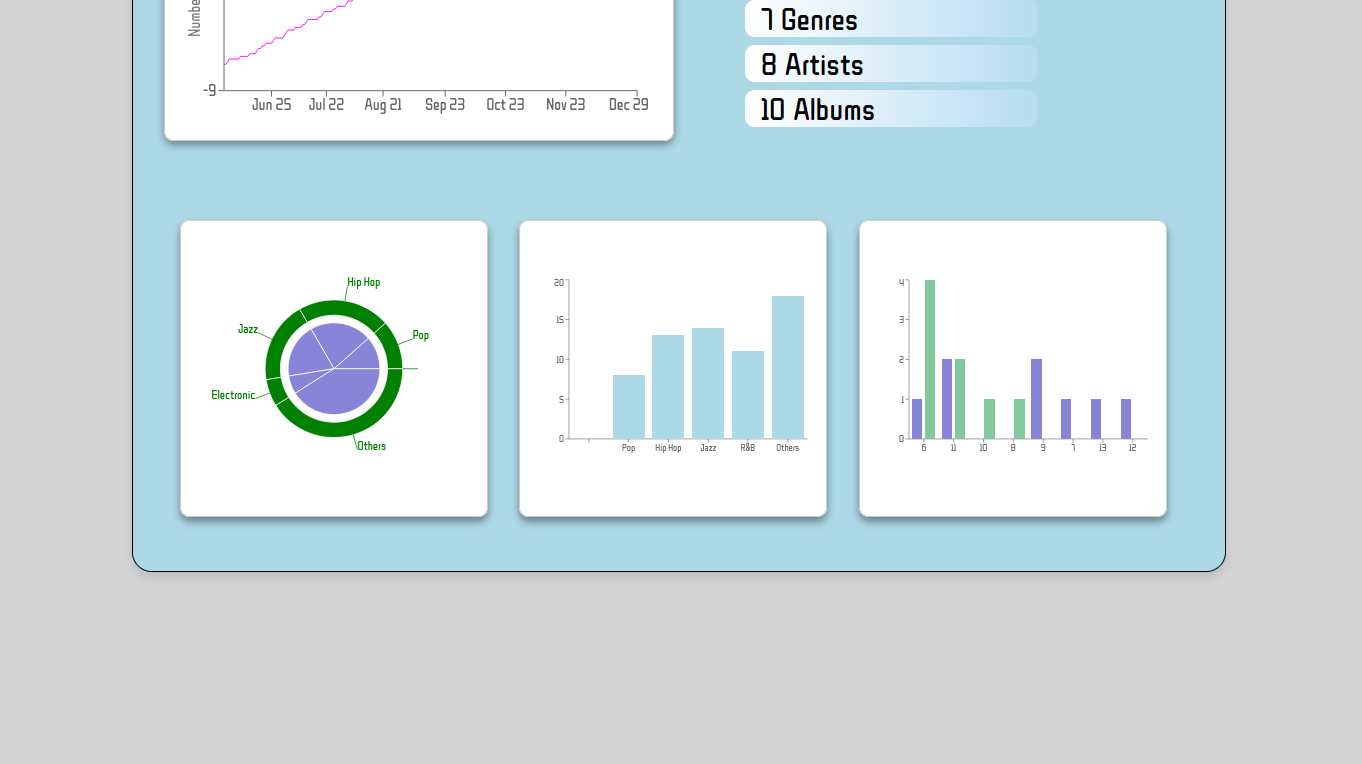 Numbe
-9
Jun 25 Jul 22 Aug 21 Sep 23 Oct 23 Nov 23 Dec 29
7 Genres
8 Artists
10 Albums
Hip Hop
Jazz
Pop
Electronic
Others
20
15
10
5
0
Pop Hip Hop Jazz R&B Others
4
3
2
1
0
6 11 10 8 9 7 13 12